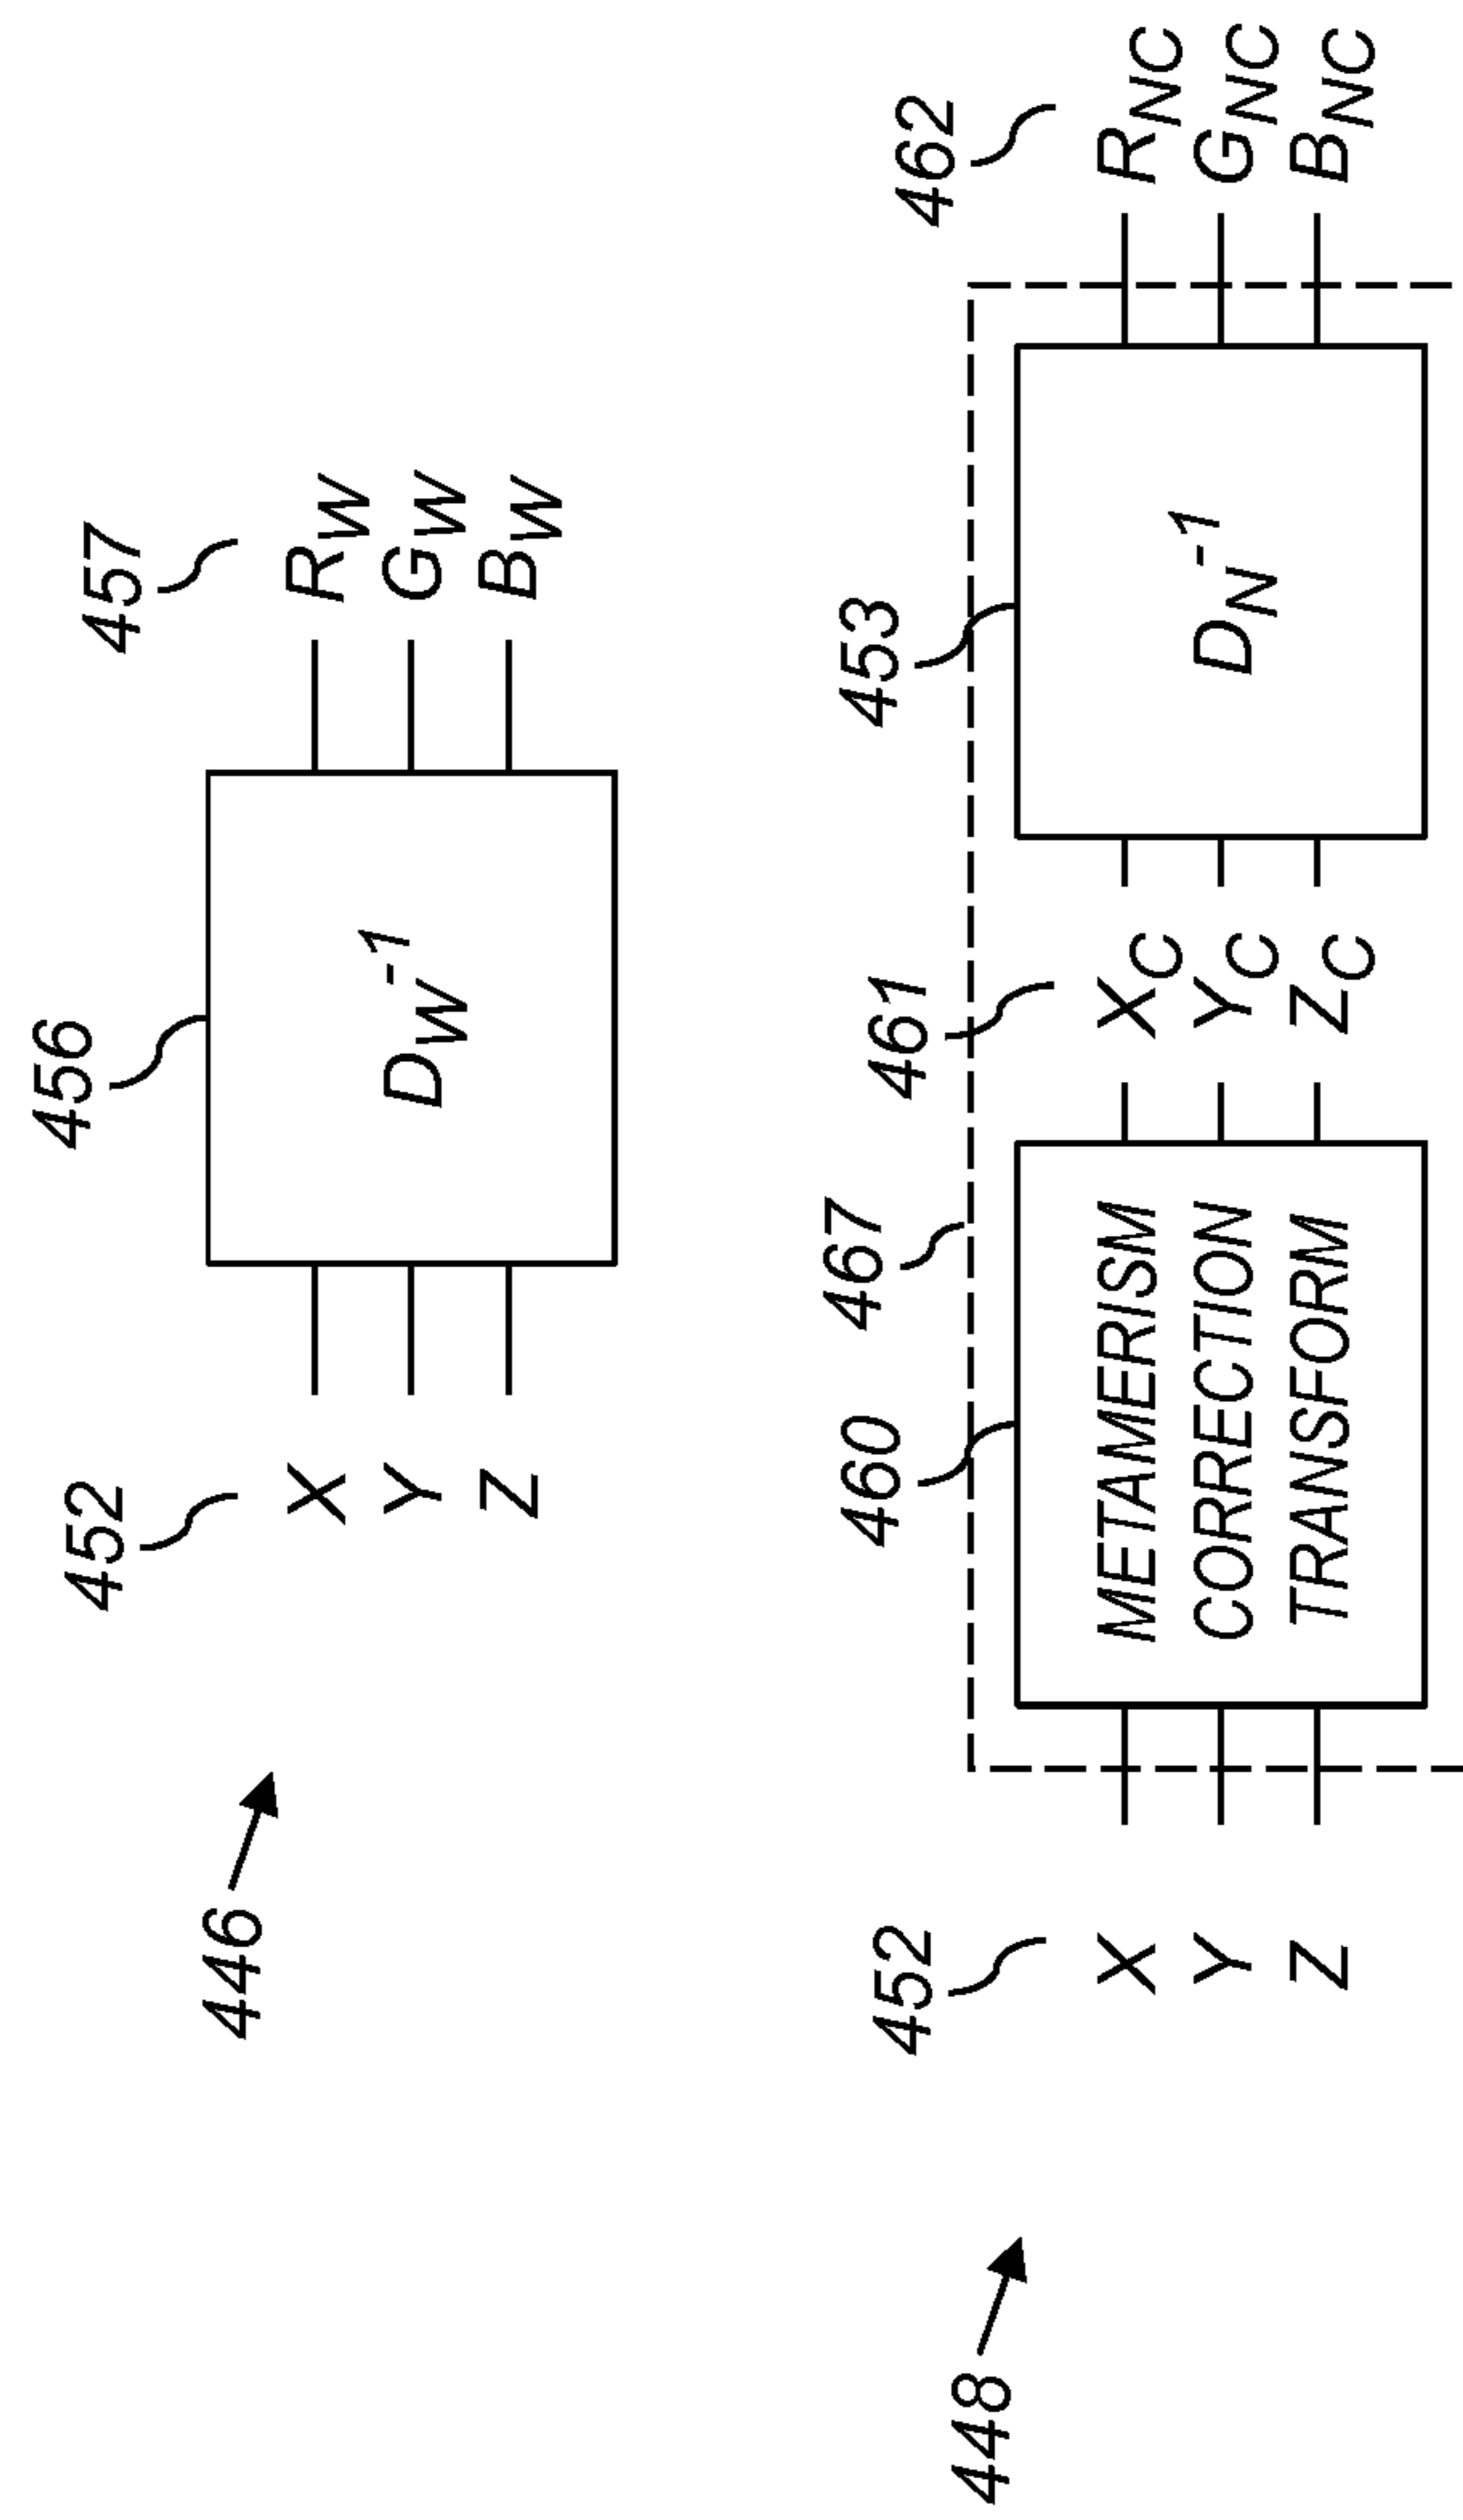 446
452
X
Y
Z
456
D_W^-1
457
R_W
G_W
B_W
448
452
X
Y
Z
467
460
METAMERISM
CORRECTION
TRANSFORM
461
X_C
Y_C
Z_C
453
D_N^-1
462
R_NC
G_NC
B_NC